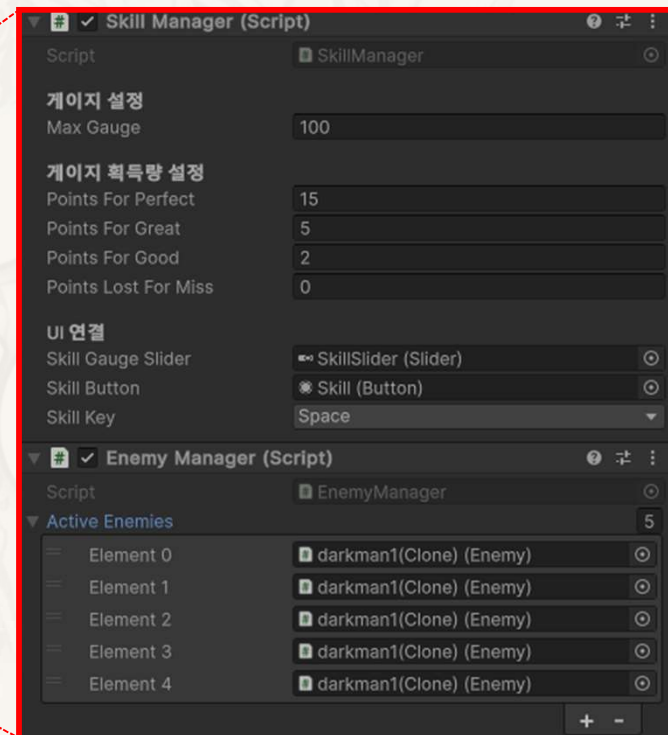 Skill Manager (Script)
Script SkillManager
게이지 설정
Max Gauge 100
게이지 획득량 설정
Points For Perfect 15
Points For Great 5
Points For Good 2
Points Lost For Miss 0
UI 연결
Skill Gauge Slider SkillSlider (Slider)
Skill Button Skill (Button)
Skill Key Space
Enemy Manager (Script)
Script EnemyManager
Active Enemies 5
Element 0 darkman1(Clone) (Enemy)
Element 1 darkman1(Clone) (Enemy)
Element 2 darkman1(Clone) (Enemy)
Element 3 darkman1(Clone) (Enemy)
Element 4 darkman1(Clone) (Enemy)
+ -